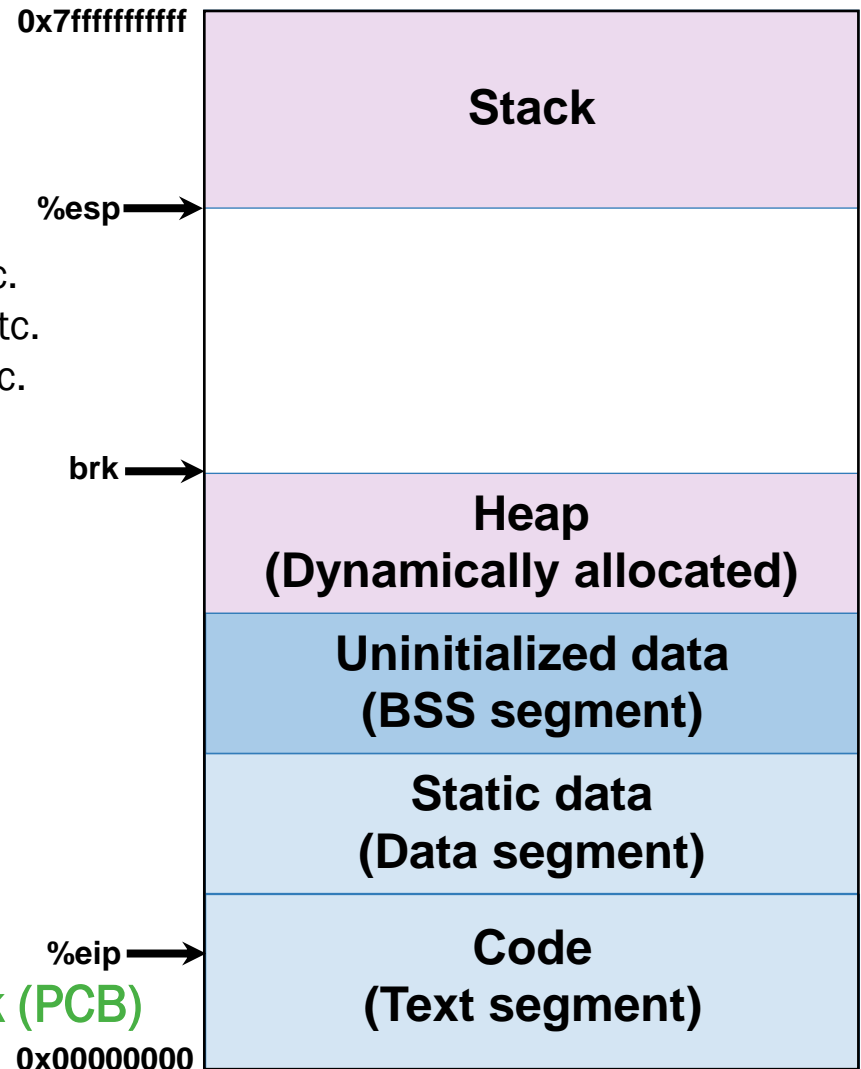 0x7fffffffffff
Stack
%esp
c.
tc.
c.
brk
Heap
(Dynamically allocated)
Uninitialized data
(BSS segment)
Static data
(Data segment)
%eip
Code
(Text segment)
k (PCB)
0x00000000